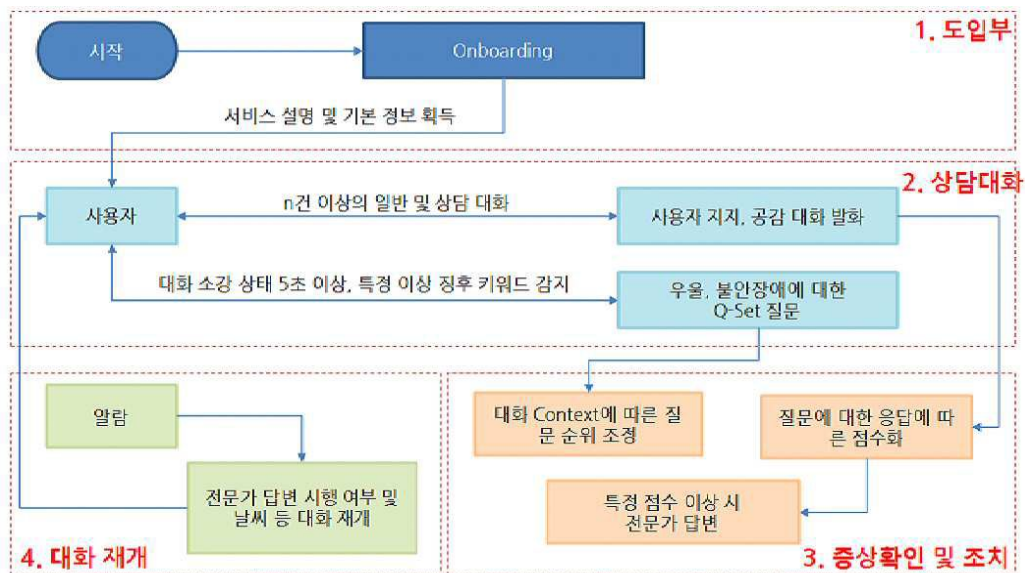 1. 도입부
시작
Onboarding
서비스 설명 및 기본 정보 획득
2. 상담대화
사용자
n건 이상의 일반 및 상담 대화
사용자 지지, 공감 대화 발화
대화 소강 상태 5초 이상, 특정 이상 징후 키워드 감지
우울, 불안장애에 대한
Q-Set 질문
알람
대화 Context에 따른 질
문 순위 조정
질문에 대한 응답에 따
른 점수화
전문가 답변 시행 여부 및
날씨 등 대화 재개
특정 점수 이상 시
전문가 답변
4. 대화 재개
3. 증상확인 및 조치